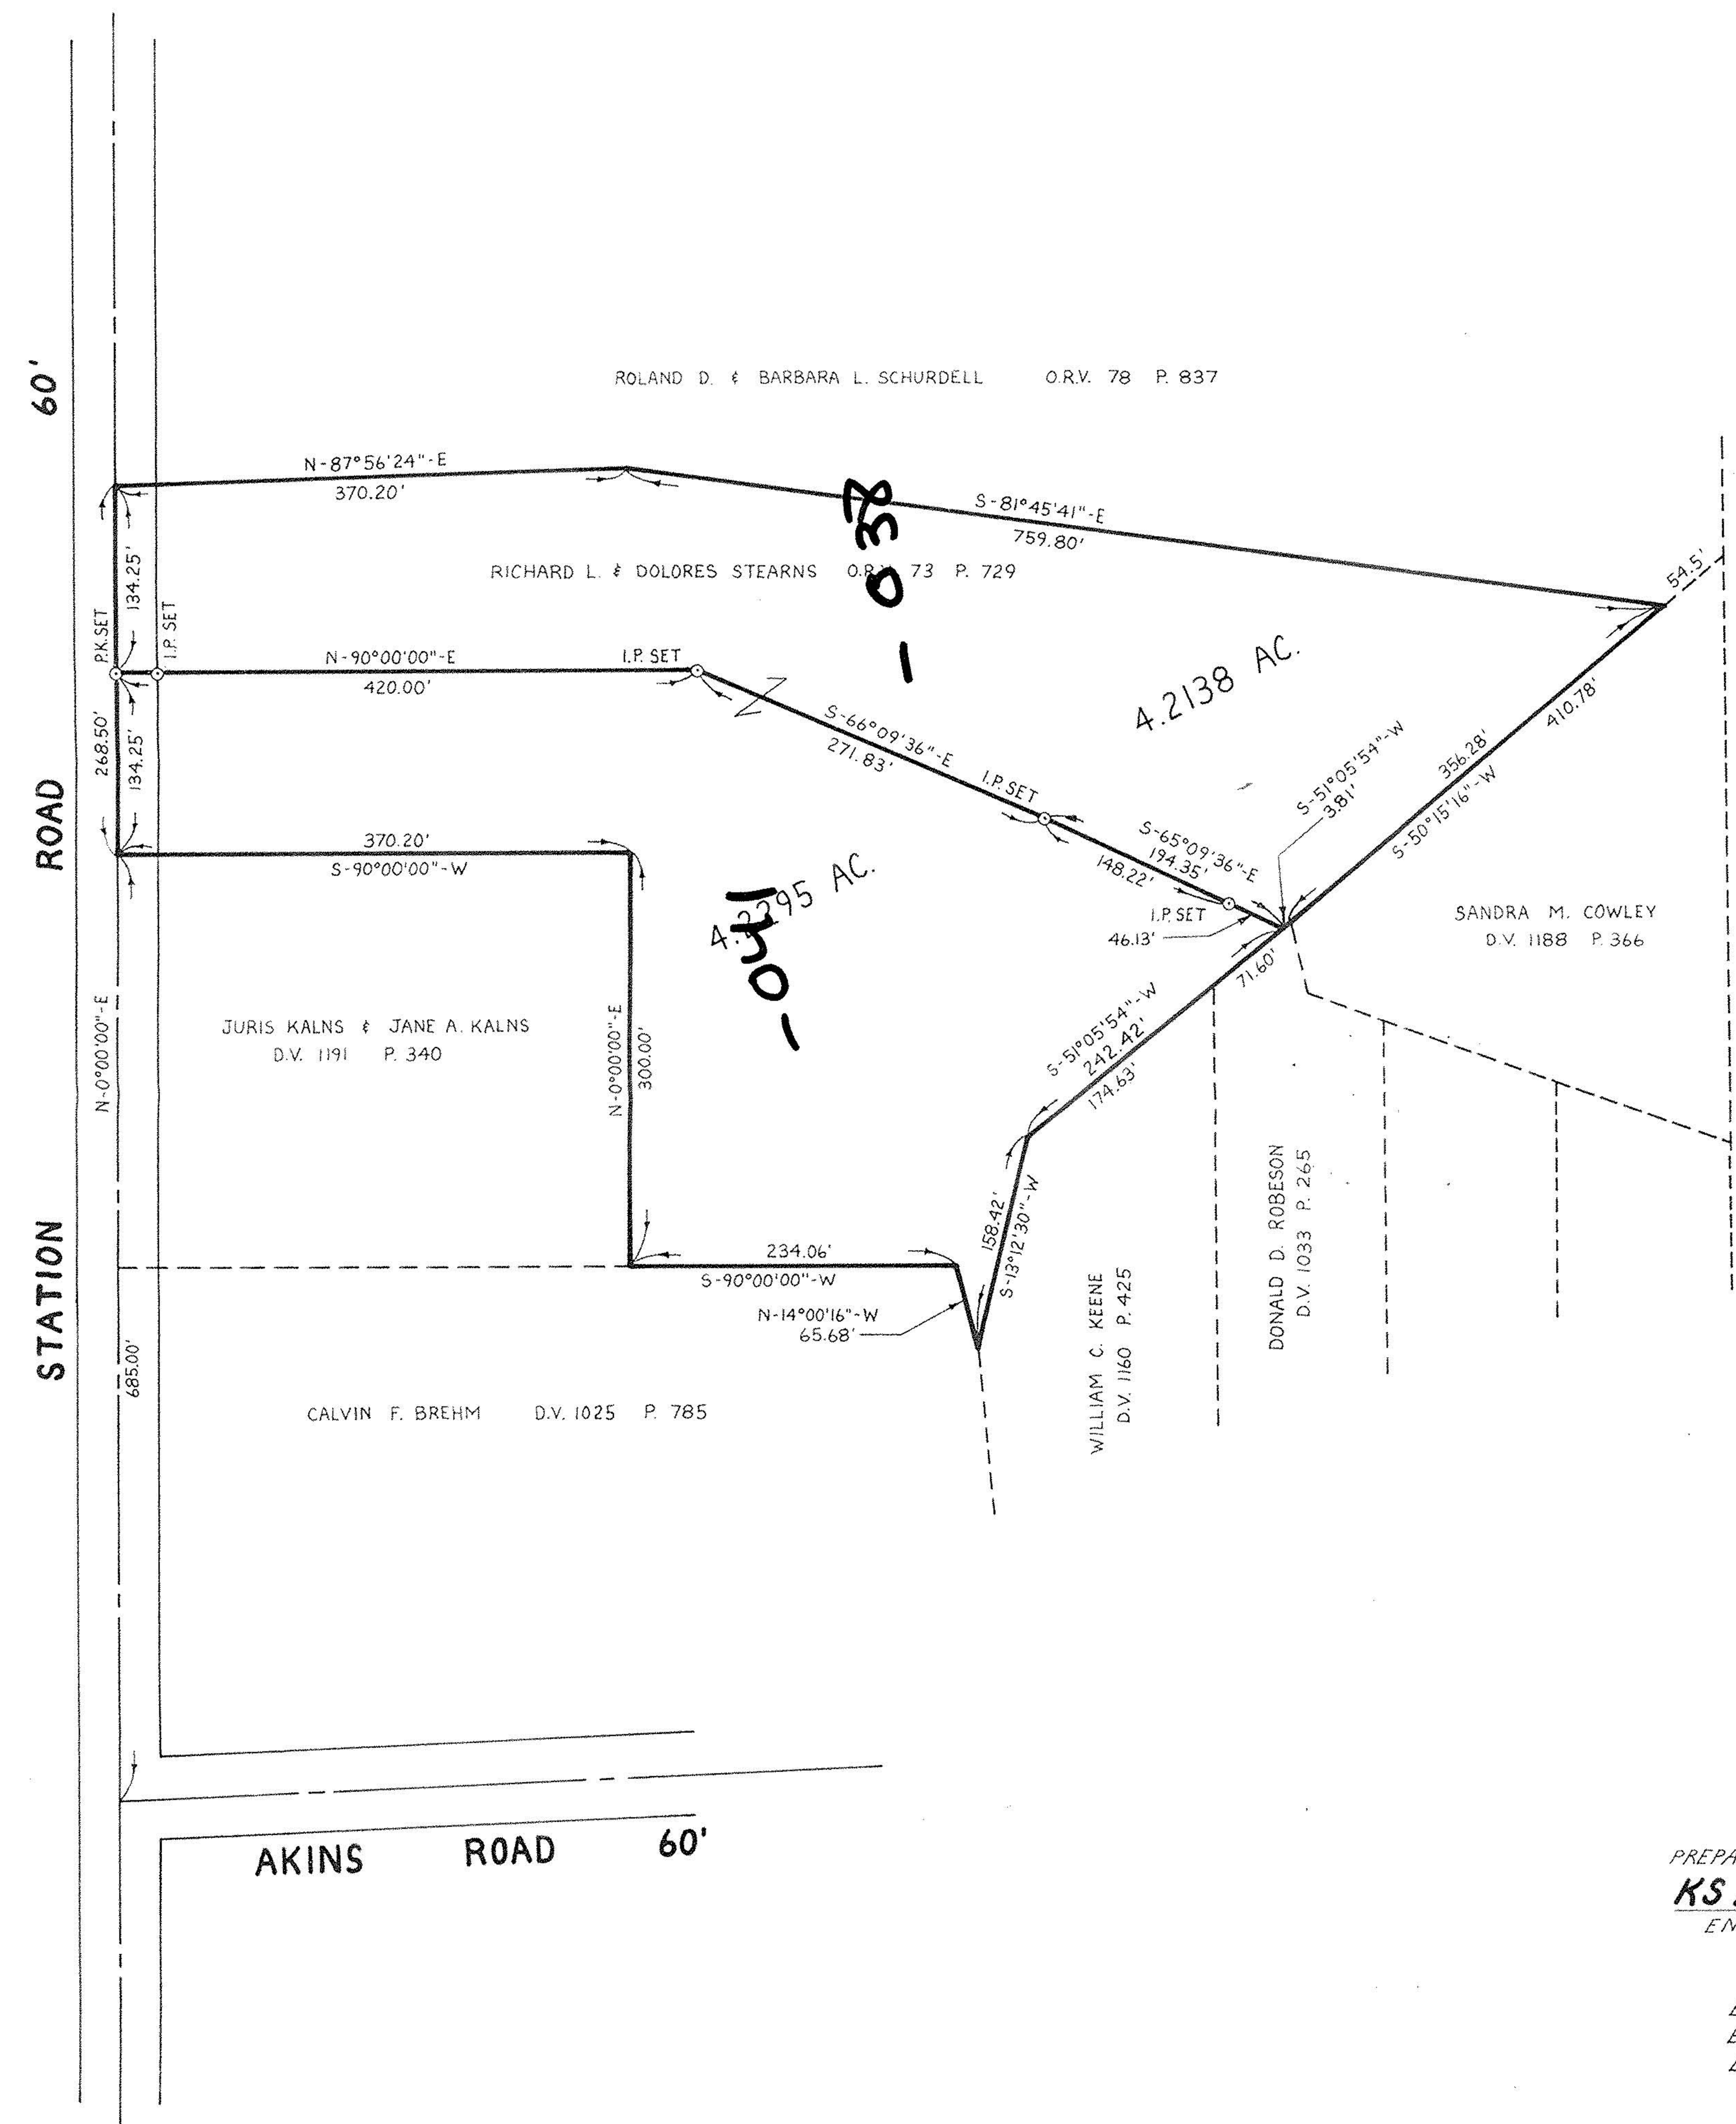 60'
ROLAND D. & BARBARA L. SCHURDELL O.R.V. 78 P. 837
N-87°56'24"-E
370.20'
S-81°45'41"-E
759.80'
-038
RICHARD L. & DOLORES STEARNS O.R.V. 73 P. 729
54.5'
P.K. SET
134.25'
I.P. SET
N-90°00'00"-E
420.00'
I.P. SET
4.2138 AC.
410.78'
268.50'
134.25'
S-66°09'36"-E
271.83'
I.P. SET
S-51°05'54"-W
3.81'
356.28'
S-50°15'16"-W
ROAD
370.20'
S-90°00'00"-W
S-65°09'36"-E
194.35'
148.22'
I.P. SET
46.13'
AC.
-041
SANDRA M. COWLEY
D.V. 1188 P. 366
71.60'
N-0°00'00"-E
JURIS KALNS & JANE A. KALNS
D.V. 1191 P. 340
N-0°00'00"-E
300.00'
S-51°05'54"-W
242.42'
174.63'
STATION
234.06'
S-90°00'00"-W
N-14°00'16"-W
65.68'
158.42'
S-13°12'30"-W
WILLIAM C. KEENE
D.V. 1160 P. 425
DONALD D. ROBESON
D.V. 1033 P. 265
685.00'
CALVIN F. BREHM D.V. 1025 P. 785
AKINS ROAD 60'
PREPA
KS
EN